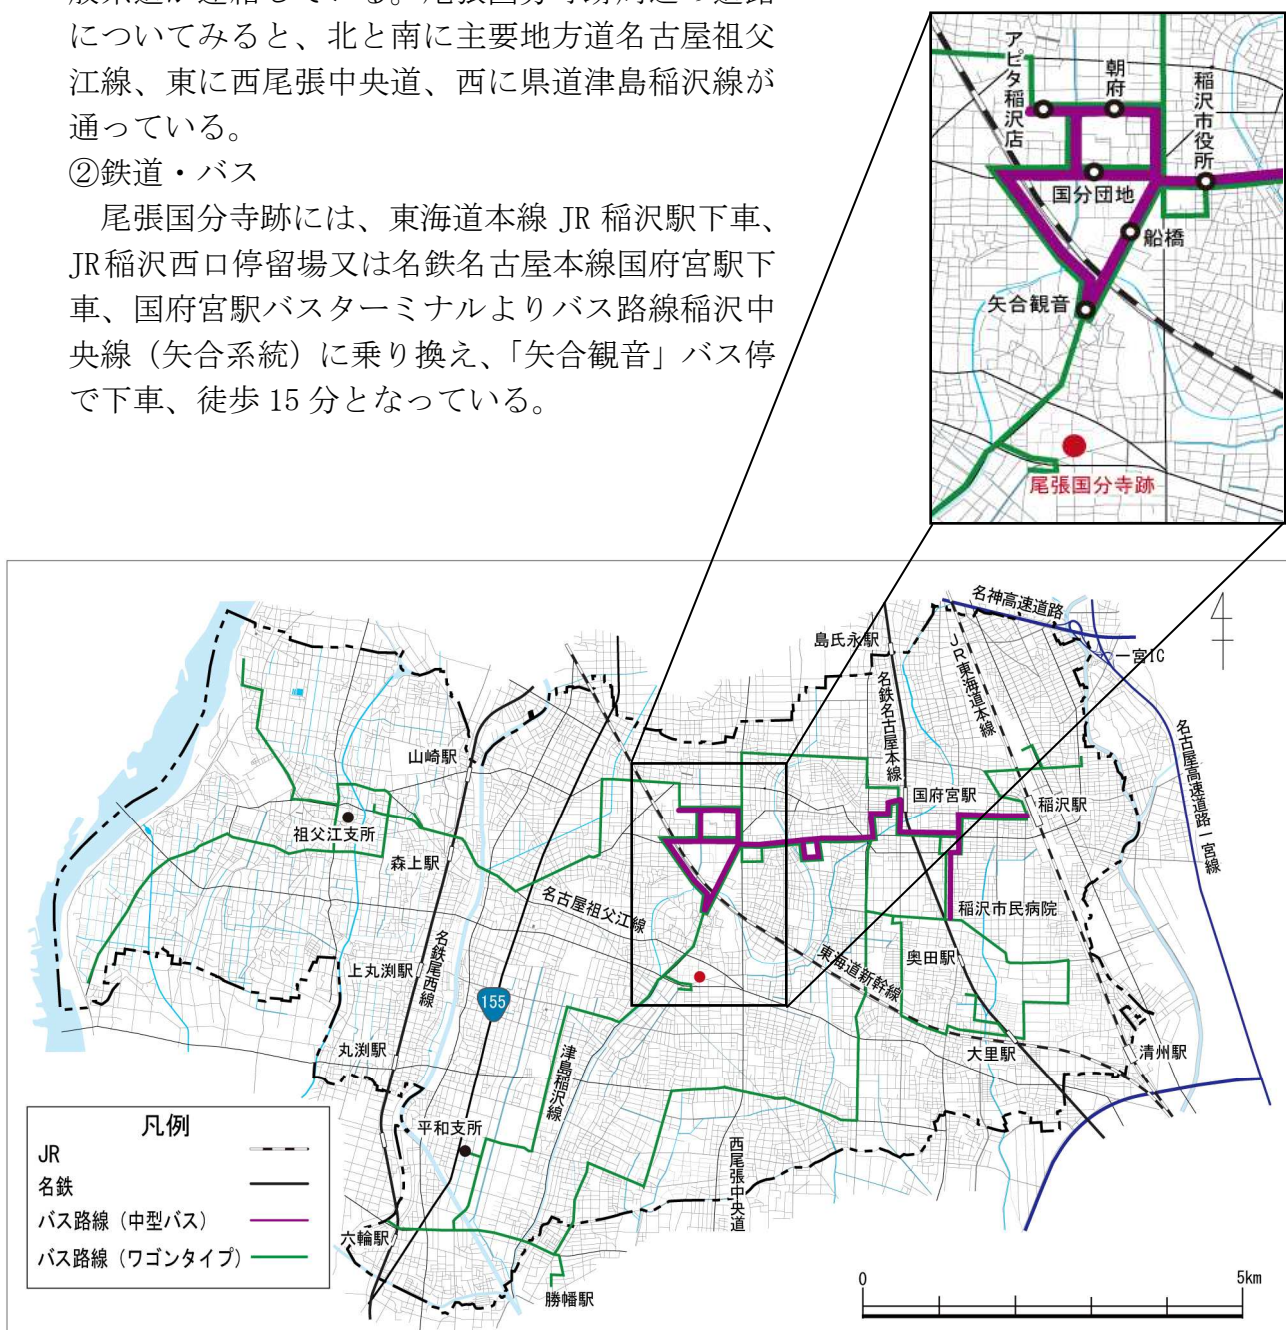 についてみると、北と南に主要地方道名古屋祖父
江線、東に西尾張中央道、西に県道津島稲沢線が
通っている。
②鉄道・バス
尾張国分寺跡には、東海道本線 JR 稲沢駅下車、
JR稲沢西口停留場又は名鉄名古屋本線国府宮駅下
車、国府宮駅バスターミナルよりバス路線稲沢中
央線（矢合系統）に乗り換え、「矢合観音」バス停
で下車、徒歩 15 分となっている。
アピタ稲沢店
朝府
稲沢市役所
国分団地
船橋
矢合観音
尾張国分寺跡
名神高速道路
島氏永駅
一宮IC
JR東海道本線
名鉄名古屋本線
名古屋高速道路一宮線
山崎駅
国府宮駅
稲沢駅
祖父江支所
森上駅
名古屋祖父江線
稲沢市民病院
名鉄尾西線
上丸渕駅
奥田駅
東海道新幹線
155
丸渕駅
大里駅
清州駅
津島稲沢線
平和支所
西尾張中央道
六輪駅
勝幡駅
凡例
JR
名鉄
バス路線（中型バス）
バス路線（ワゴンタイプ）
0
5km